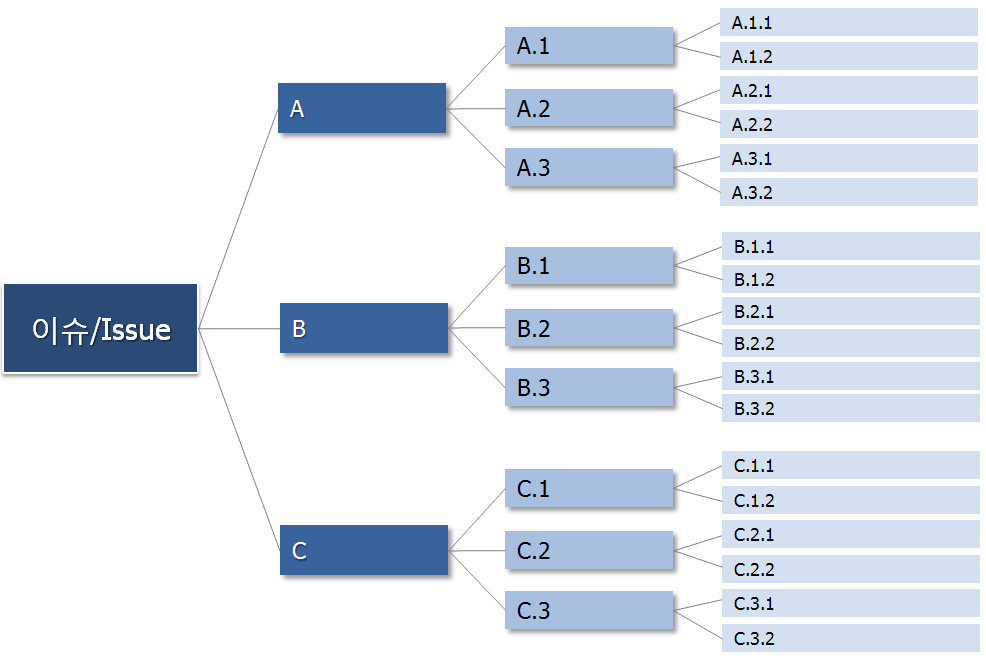 이슈/Issue
A
A.1
A.1.1
A.1.2
A.2
A.2.1
A.2.2
A.3
A.3.1
A.3.2
B
B.1
B.1.1
B.1.2
B.2
B.2.1
B.2.2
B.3
B.3.1
B.3.2
C
C.1
C.1.1
C.1.2
C.2
C.2.1
C.2.2
C.3
C.3.1
C.3.2